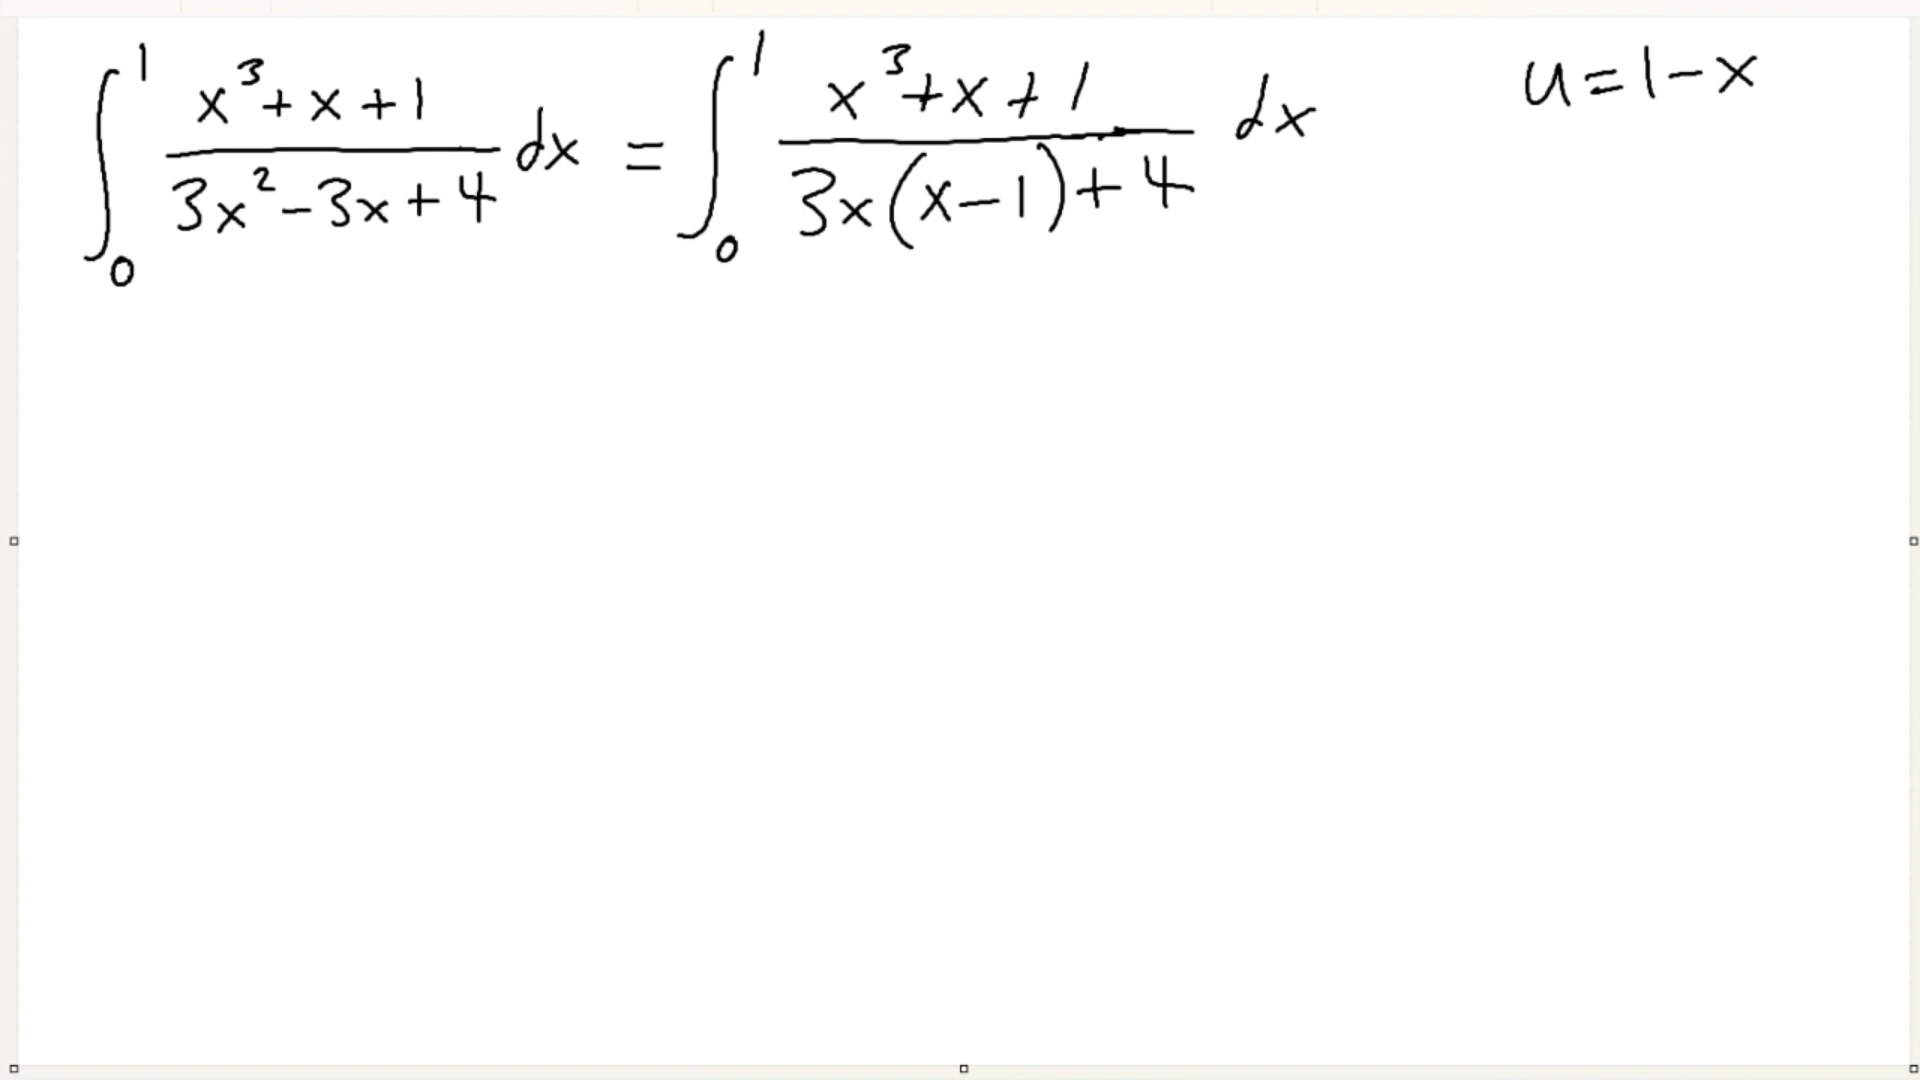 ∫₀¹ (x³+x+1)/(3x²-3x+4) dx = ∫₀¹ (x³+x+1)/(3x(x-1)+4) dx u=1-x